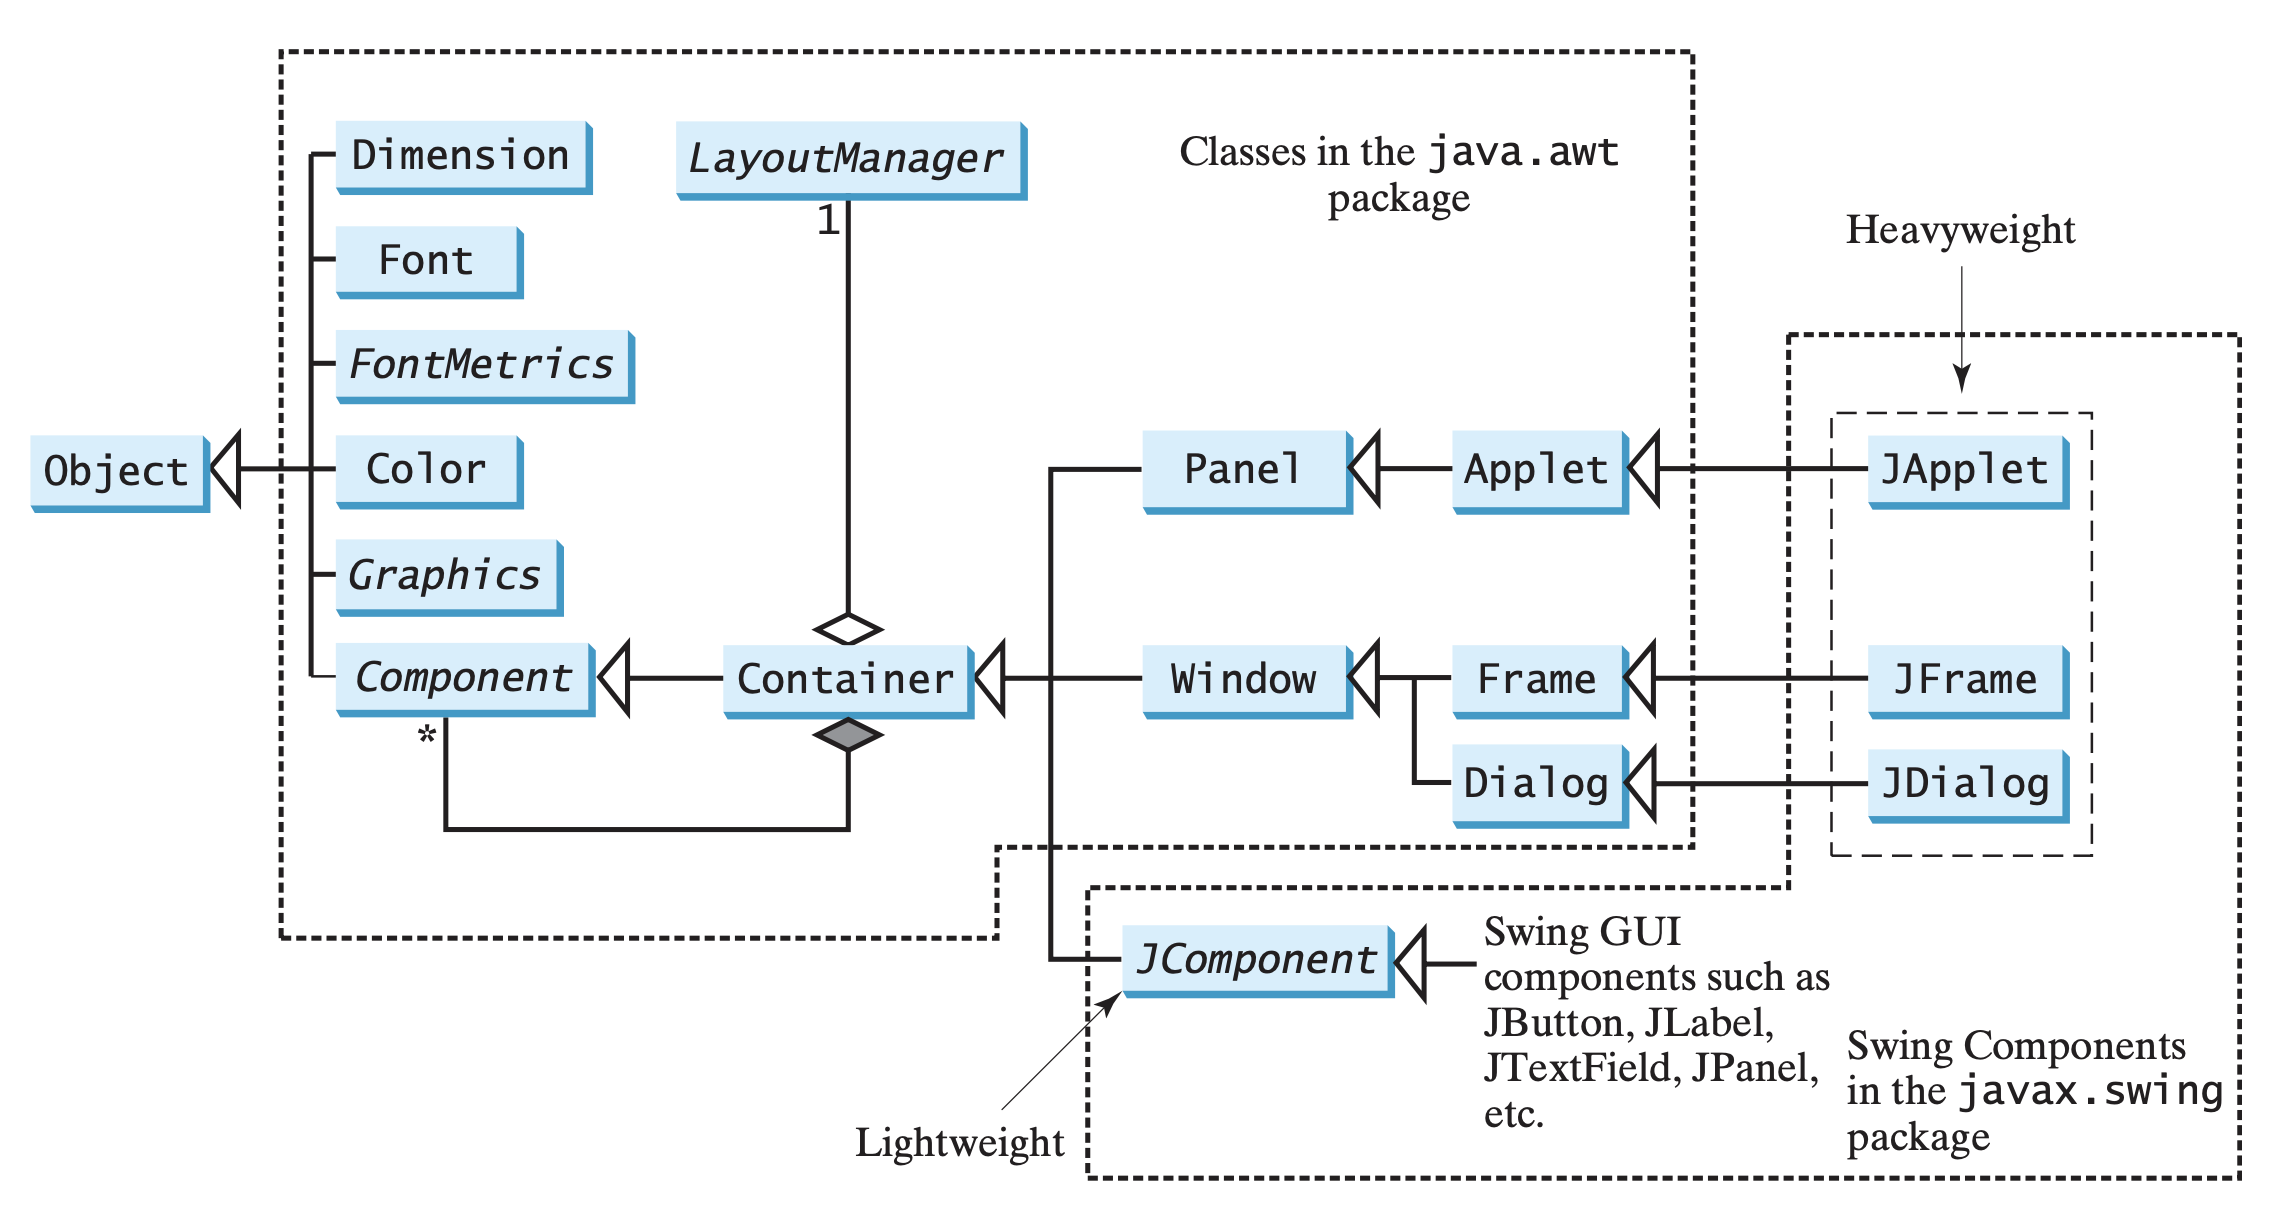 Dimension
LayoutManager
Classes in the java.awt
package
1
Heavyweight
Font
FontMetrics
Object
Color
Panel
Applet
JApplet
Graphics
Component
Container
Window
Frame
JFrame
*
Dialog
JDialog
JComponent
Swing GUI
components such as
JButton, JLabel,
JTextField, JPanel,
etc.
Swing Components
in the javax.swing
package
Lightweight